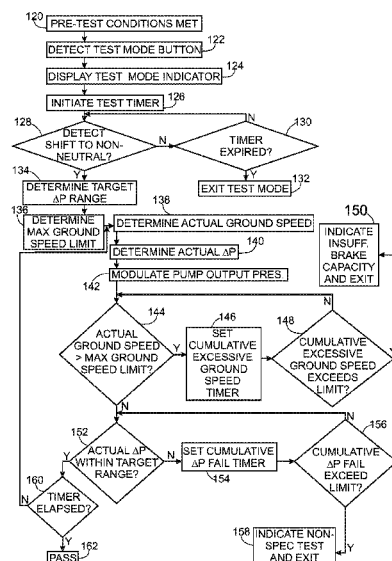 120
PRE-TEST CONDITIONS MET
DETECT TEST MODE BUTTON
122
DISPLAY TEST MODE INDICATOR
124
INITIATE TEST TIMER
126
N
128
DETECT
SHIFT TO NON-
NEUTRAL?
N
130
TIMER
EXPIRED?
Y
Y
134
DETERMINE TARGET
ΔP RANGE
EXIT TEST MODE
132
136
DETERMINE
MAX GROUND
SPEED LIMIT
138
DETERMINE ACTUAL GROUND SPEED
DETERMINE ACTUAL ΔP
140
142
MODULATE PUMP OUTPUT PRES.
150
INDICATE
INSUFF.
BRAKE
CAPACITY
AND EXIT
N
144
ACTUAL
GROUND SPEED
> MAX GROUND
SPEED LIMIT?
Y
146
SET
CUMULATIVE
EXCESSIVE
GROUND
SPEED
TIMER
148
CUMULATIVE
EXCESSIVE
GROUND SPEED
EXCEEDS
LIMIT?
Y
N
N
152
ACTUAL ΔP
WITHIN TARGET
RANGE?
Y
N
SET CUMULATIVE
ΔP FAIL TIMER
154
156
CUMULATIVE
ΔP FAIL
EXCEED
LIMIT?
160
TIMER
ELAPSED?
N
Y
PASS
162
Y
158
INDICATE NON-
SPEC TEST
AND EXIT